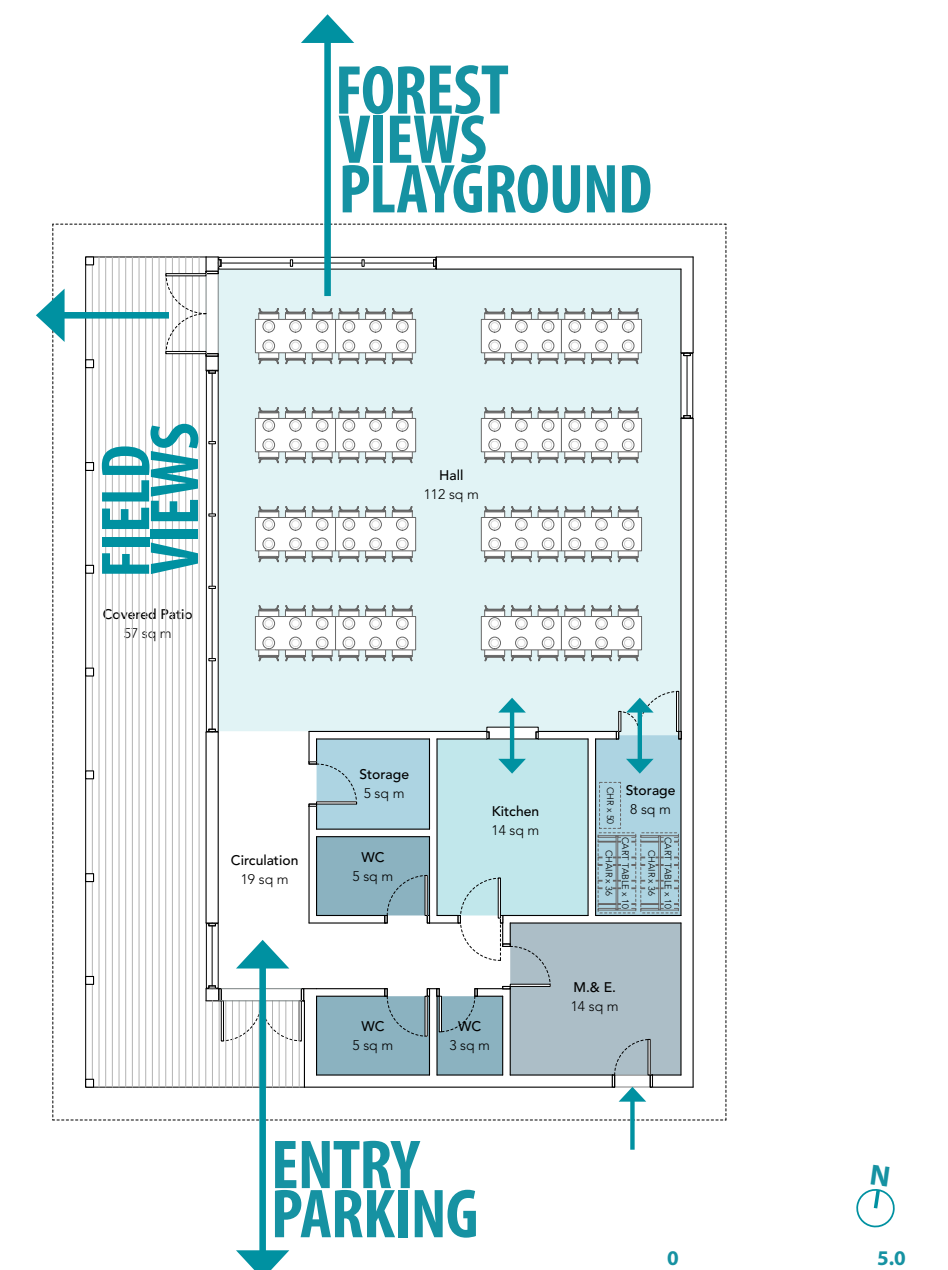 FOREST
VIEWS
PLAYGROUND
FIELD
VIEWS
Hall
112 sq m
Covered Patio
57 sq m
Storage
5 sq m
Kitchen
14 sq m
Storage
8 sq m
CHR x 50
CHAIR x 36
CART TABLE x 10
CHAIR x 36
CART TABLE x 10
WC
5 sq m
Circulation
19 sq m
M.& E.
14 sq m
WC
5 sq m
WC
3 sq m
ENTRY
PARKING
N
0 5.0